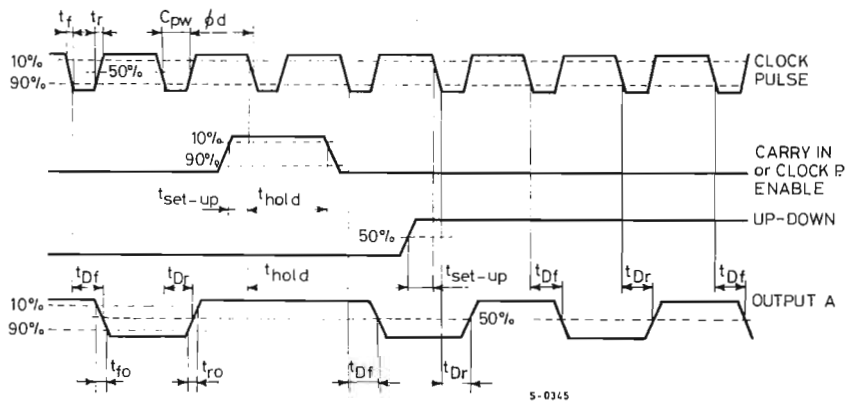 tf tr Cpw ϕd
10%
50%
90%
CLOCK
PULSE
10%
90%
CARRY IN
or CLOCK P.
ENABLE
tset-up thold
UP-DOWN
50%
tDf tDr thold tset-up tDf tDr tDf
10%
90%
50%
OUTPUT A
tfo tro tDf tDr
5-0345